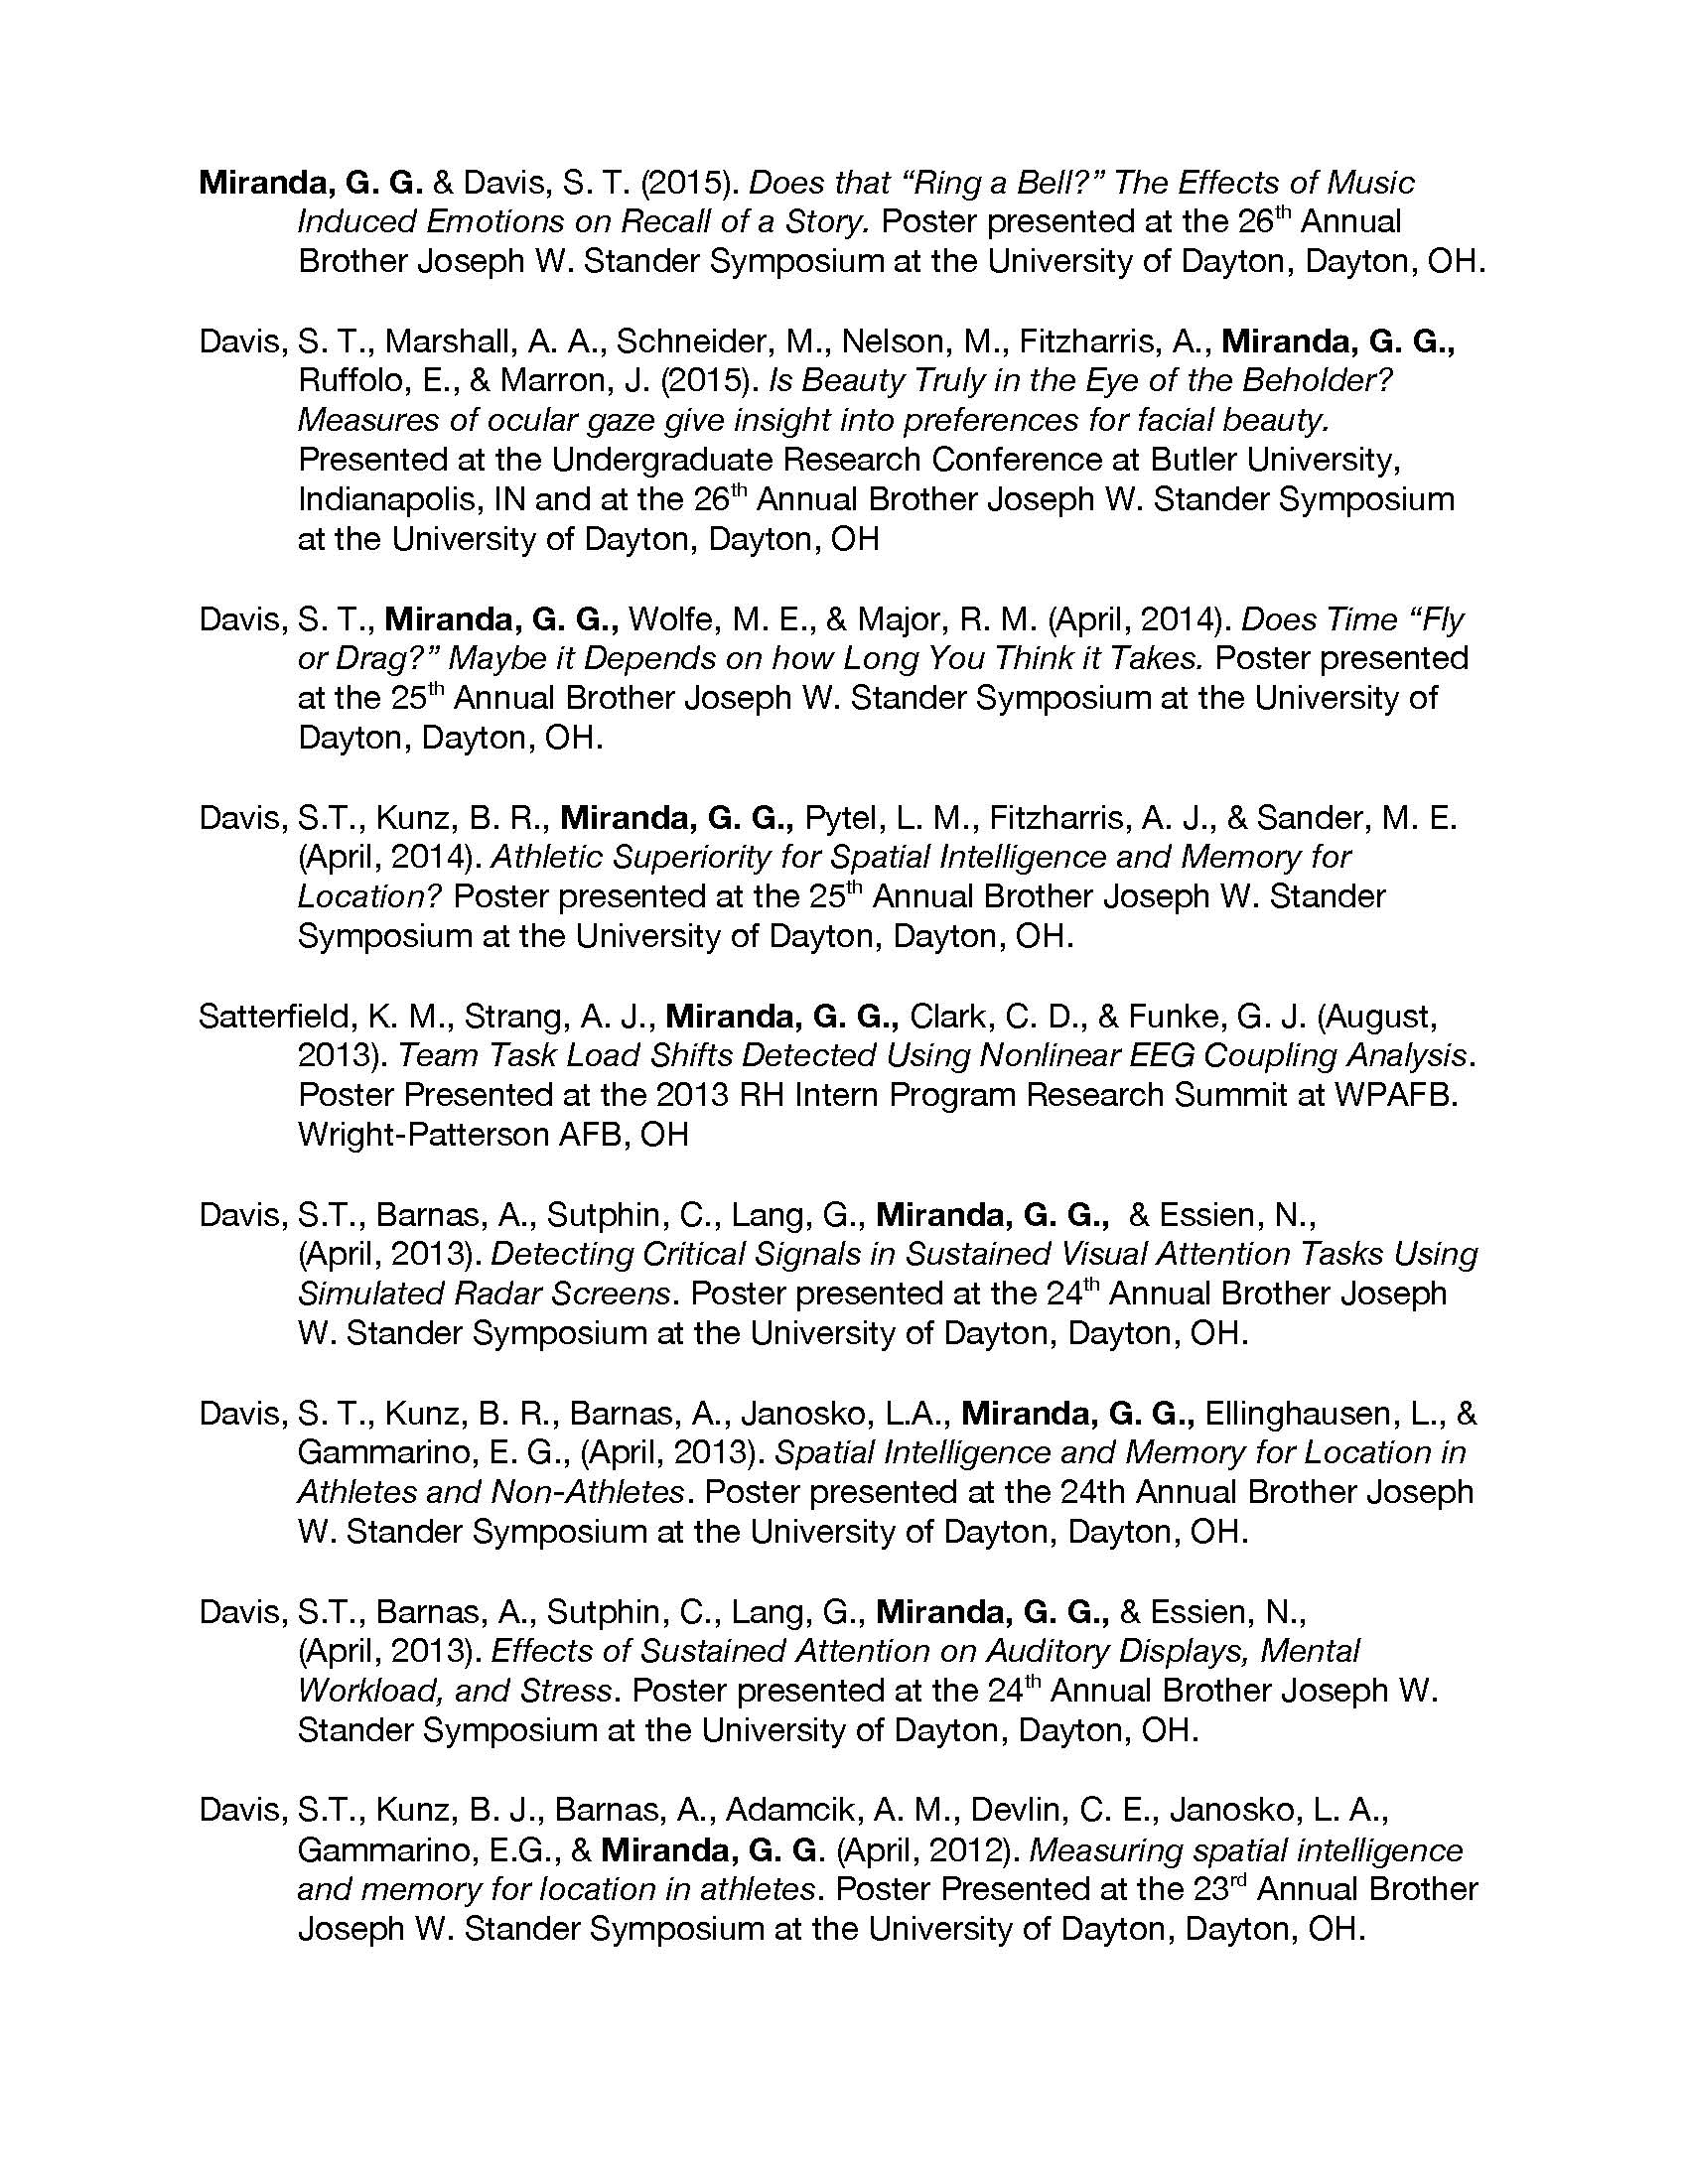 Miranda, G. G. & Davis, S. T. (2015). Does that “Ring a Bell?” The Effects of Music
Induced Emotions on Recall of a Story. Poster presented at the 26th Annual
Brother Joseph W. Stander Symposium at the University of Dayton, Dayton, OH.
Davis, S. T., Marshall, A. A., Schneider, M., Nelson, M., Fitzharris, A., Miranda, G. G.,
Ruffolo, E., & Marron, J. (2015). Is Beauty Truly in the Eye of the Beholder?
Measures of ocular gaze give insight into preferences for facial beauty.
Presented at the Undergraduate Research Conference at Butler University,
Indianapolis, IN and at the 26th Annual Brother Joseph W. Stander Symposium
at the University of Dayton, Dayton, OH
Davis, S. T., Miranda, G. G., Wolfe, M. E., & Major, R. M. (April, 2014). Does Time “Fly
or Drag?” Maybe it Depends on how Long You Think it Takes. Poster presented
at the 25th Annual Brother Joseph W. Stander Symposium at the University of
Dayton, Dayton, OH.
Davis, S.T., Kunz, B. R., Miranda, G. G., Pytel, L. M., Fitzharris, A. J., & Sander, M. E.
(April, 2014). Athletic Superiority for Spatial Intelligence and Memory for
Location? Poster presented at the 25th Annual Brother Joseph W. Stander
Symposium at the University of Dayton, Dayton, OH.
Satterfield, K. M., Strang, A. J., Miranda, G. G., Clark, C. D., & Funke, G. J. (August,
2013). Team Task Load Shifts Detected Using Nonlinear EEG Coupling Analysis.
Poster Presented at the 2013 RH Intern Program Research Summit at WPAFB.
Wright-Patterson AFB, OH
Davis, S.T., Barnas, A., Sutphin, C., Lang, G., Miranda, G. G., & Essien, N.,
(April, 2013). Detecting Critical Signals in Sustained Visual Attention Tasks Using
Simulated Radar Screens. Poster presented at the 24th Annual Brother Joseph
W. Stander Symposium at the University of Dayton, Dayton, OH.
Davis, S. T., Kunz, B. R., Barnas, A., Janosko, L.A., Miranda, G. G., Ellinghausen, L., &
Gammarino, E. G., (April, 2013). Spatial Intelligence and Memory for Location in
Athletes and Non-Athletes. Poster presented at the 24th Annual Brother Joseph
W. Stander Symposium at the University of Dayton, Dayton, OH.
Davis, S.T., Barnas, A., Sutphin, C., Lang, G., Miranda, G. G., & Essien, N.,
(April, 2013). Effects of Sustained Attention on Auditory Displays, Mental
Workload, and Stress. Poster presented at the 24th Annual Brother Joseph W.
Stander Symposium at the University of Dayton, Dayton, OH.
Davis, S.T., Kunz, B. J., Barnas, A., Adamcik, A. M., Devlin, C. E., Janosko, L. A.,
Gammarino, E.G., & Miranda, G. G. (April, 2012). Measuring spatial intelligence
and memory for location in athletes. Poster Presented at the 23rd Annual Brother
Joseph W. Stander Symposium at the University of Dayton, Dayton, OH.